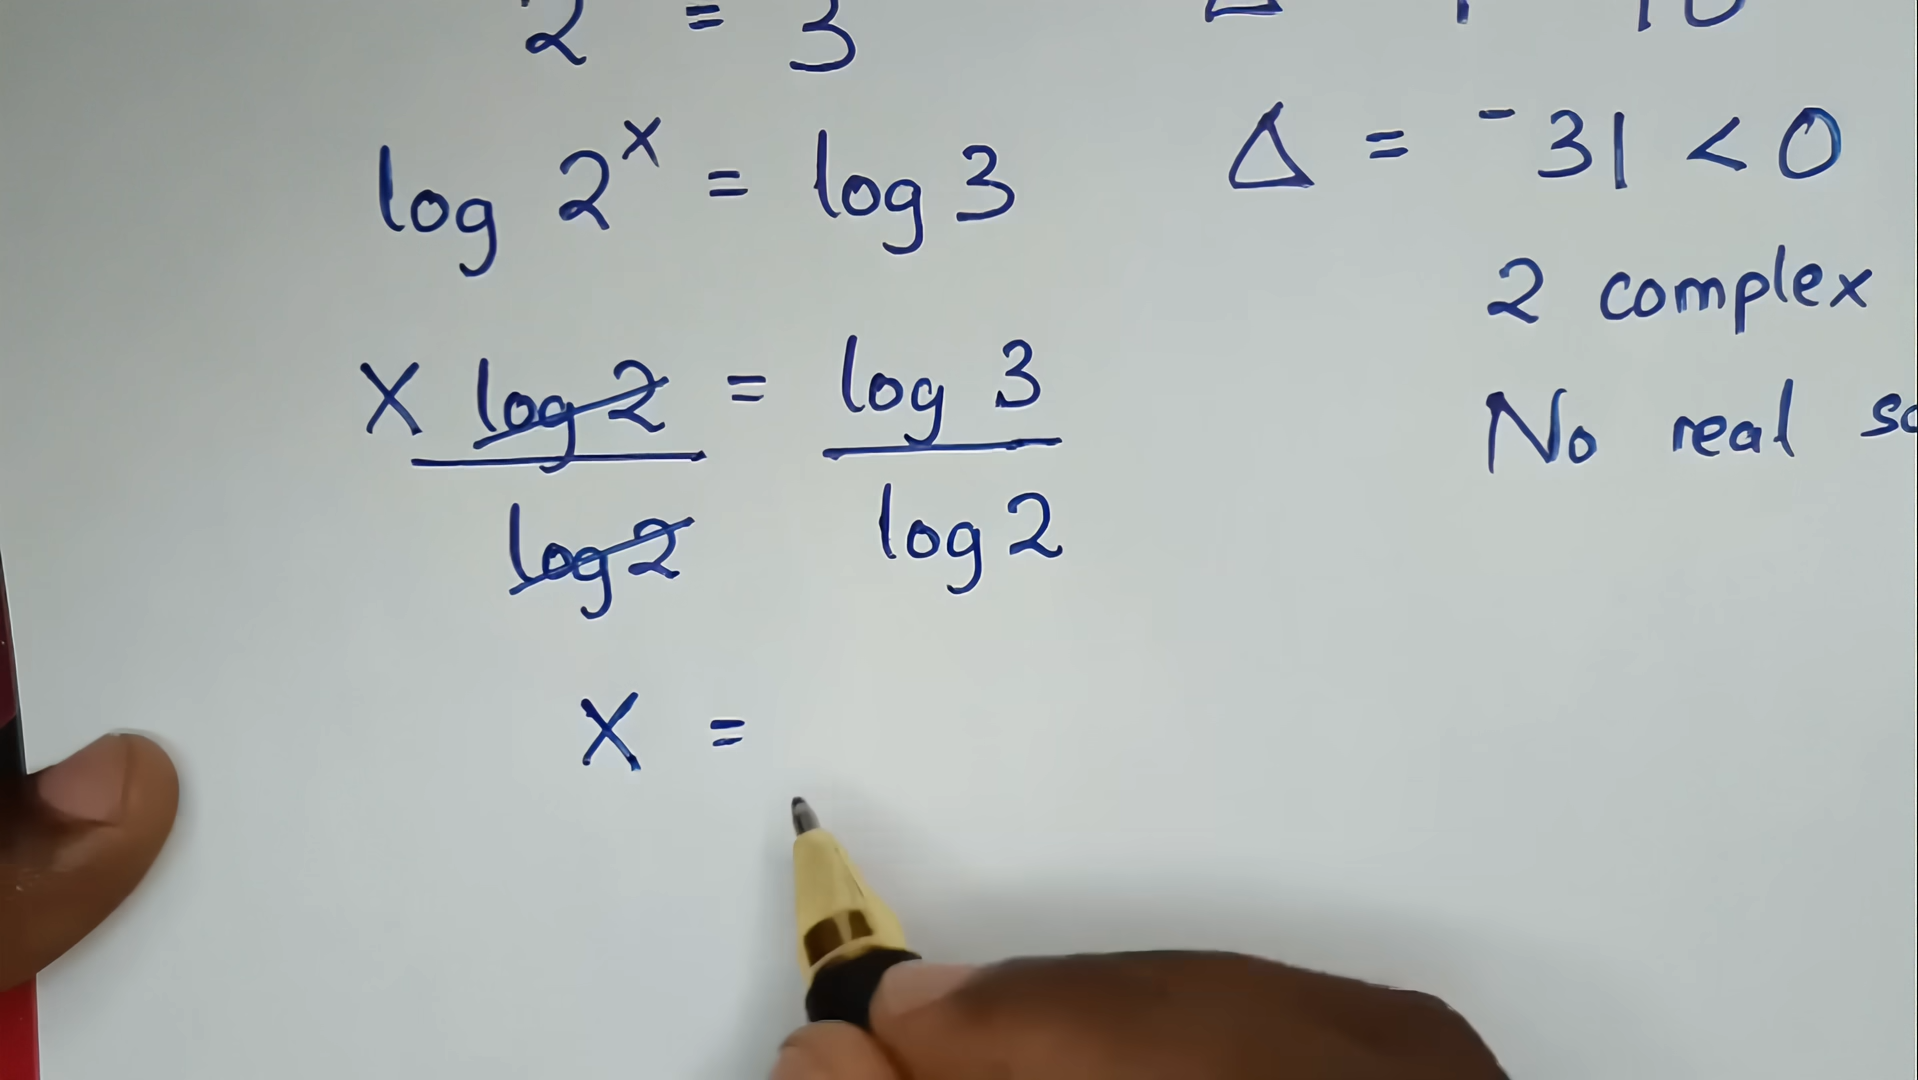 2 = 3
log 2^x = log 3
x log 2 = log 3
log 2 log 2
x =
Δ = -31 < 0
2 complex
No real